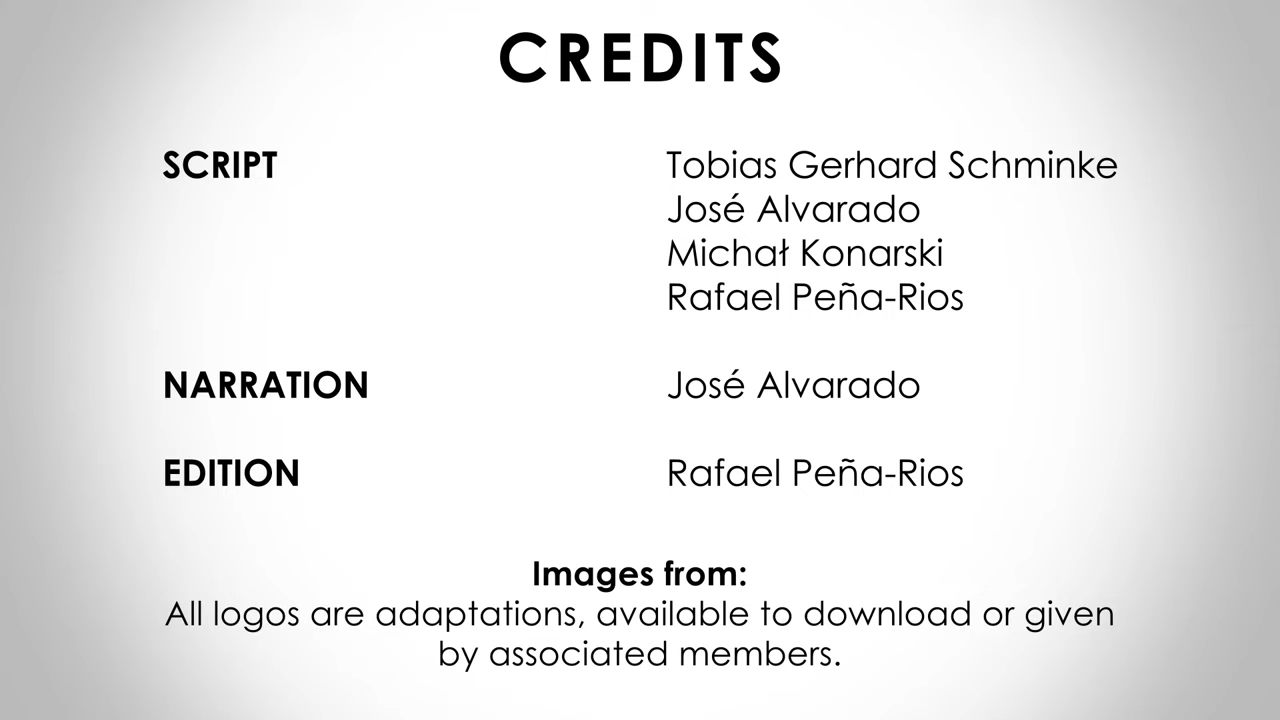 CREDITS
SCRIPT Tobias Gerhard Schminke
José Alvarado
Michał Konarski
Rafael Peña-Rios
NARRATION José Alvarado
EDITION Rafael Peña-Rios
Images from:
All logos are adaptations, available to download or given
by associated members.